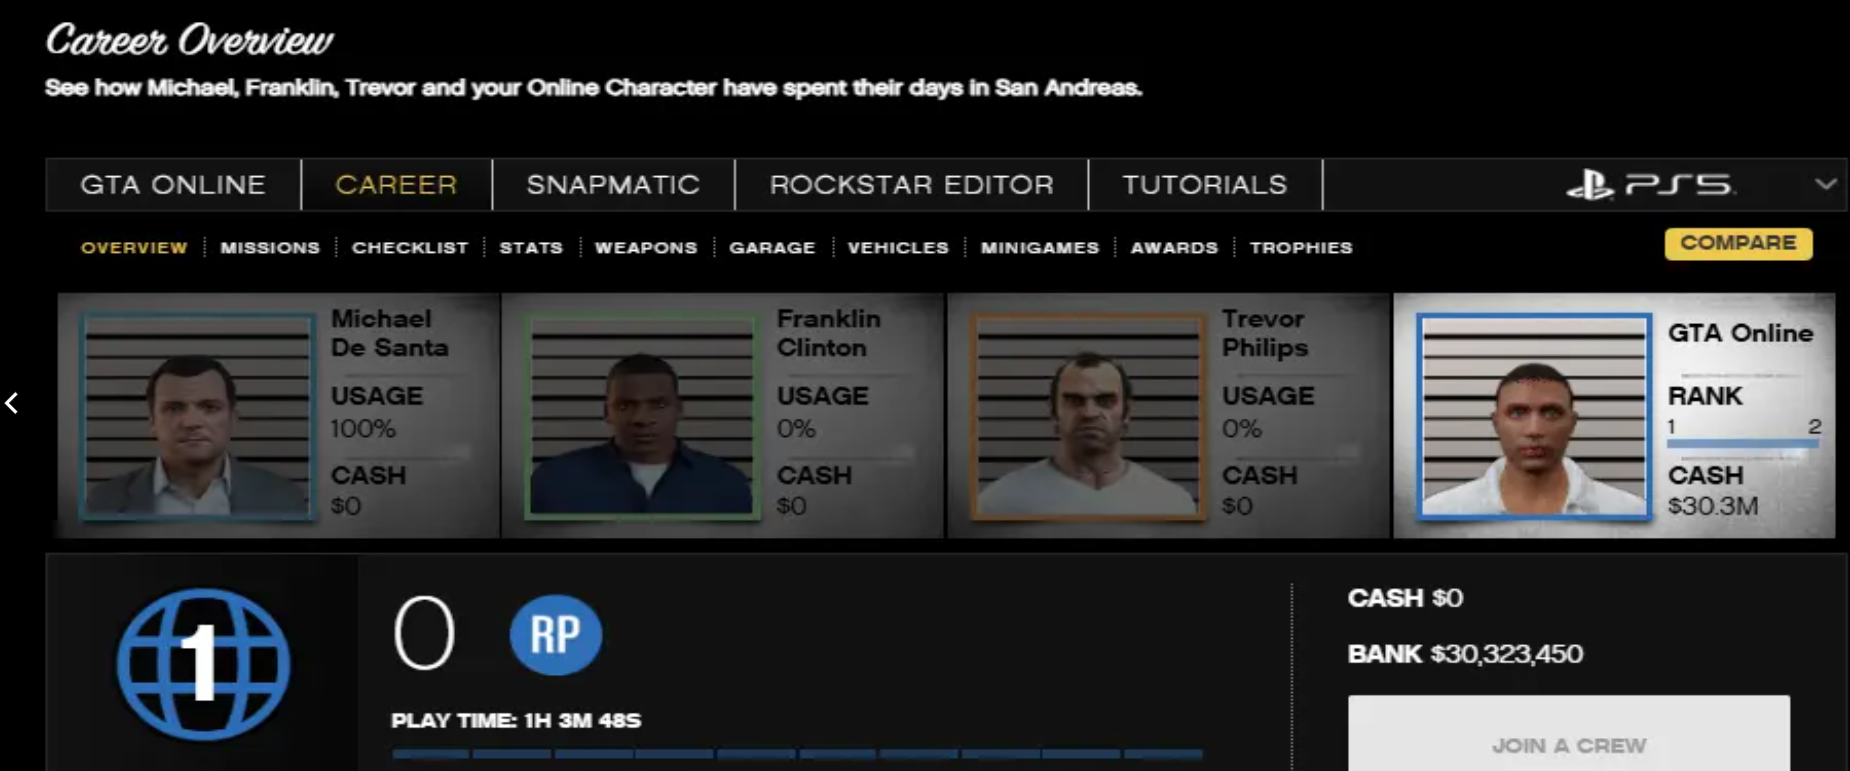 Career Overview
See how Michael, Franklin, Trevor and your Online Character have spent their days in San Andreas.
GTA ONLINE CAREER SNAPMATIC ROCKSTAR EDITOR TUTORIALS PS5
OVERVIEW MISSIONS CHECKLIST STATS WEAPONS GARAGE VEHICLES MINIGAMES AWARDS TROPHIES COMPARE
Michael
De Santa
USAGE
100%
CASH
$0
Franklin
Clinton
USAGE
0%
CASH
$0
Trevor
Philips
USAGE
0%
CASH
$0
GTA Online
RANK
1 2
CASH
$30.3M
1
0 RP
PLAY TIME: 1H 3M 48S
CASH $0
BANK $30,323,450
JOIN A CREW